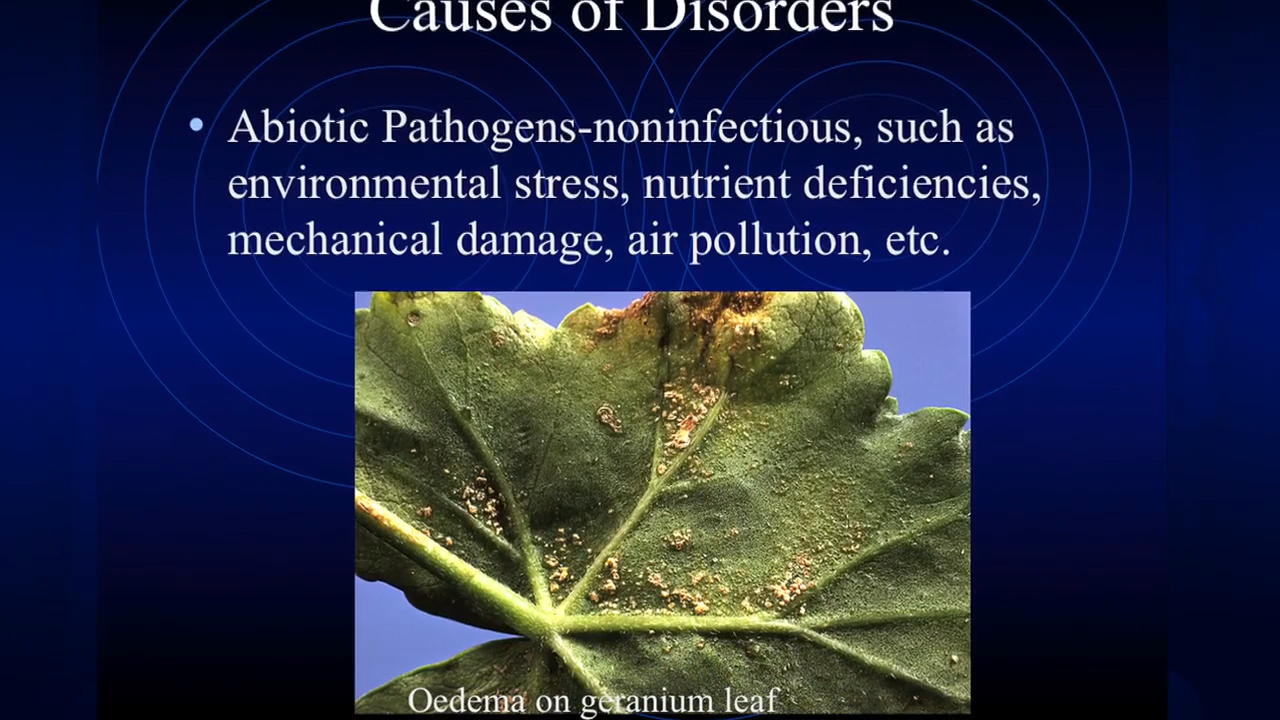 Causes of Disorders
• Abiotic Pathogens-noninfectious, such as
environmental stress, nutrient deficiencies,
mechanical damage, air pollution, etc.
Oedema on geranium leaf